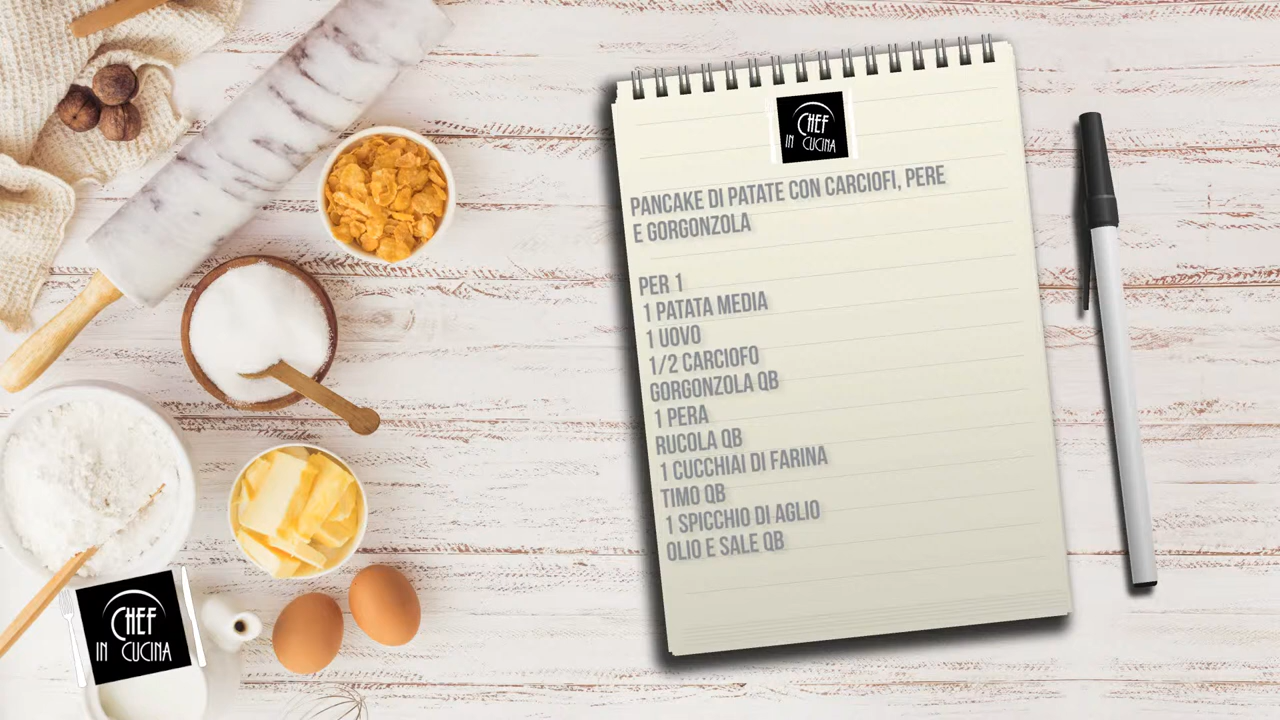 CHEF
IN CUCINA
PANCAKE DI PATATE CON CARCIOFI, PERE
E GORGONZOLA
PER 1
1 PATATA MEDIA
1 UOVO
1/2 CARCIOFO
GORGONZOLA QB
1 PERA
RUCOLA QB
1 CUCCHIAI DI FARINA
TIMO QB
1 SPICCHIO DI AGLIO
OLIO E SALE QB
CHEF
IN CUCINA